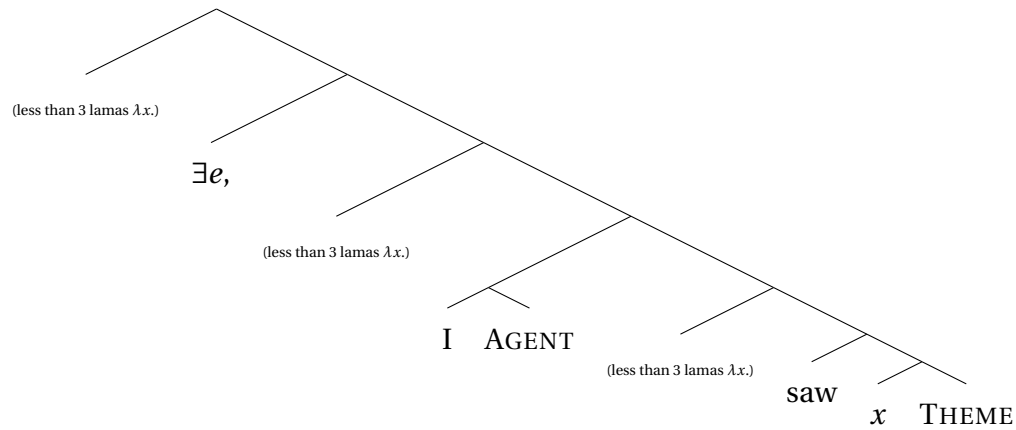 (less than 3 lamas λx.)
∃e,
(less than 3 lamas λx.)
I AGENT
(less than 3 lamas λx.)
saw
x THEME